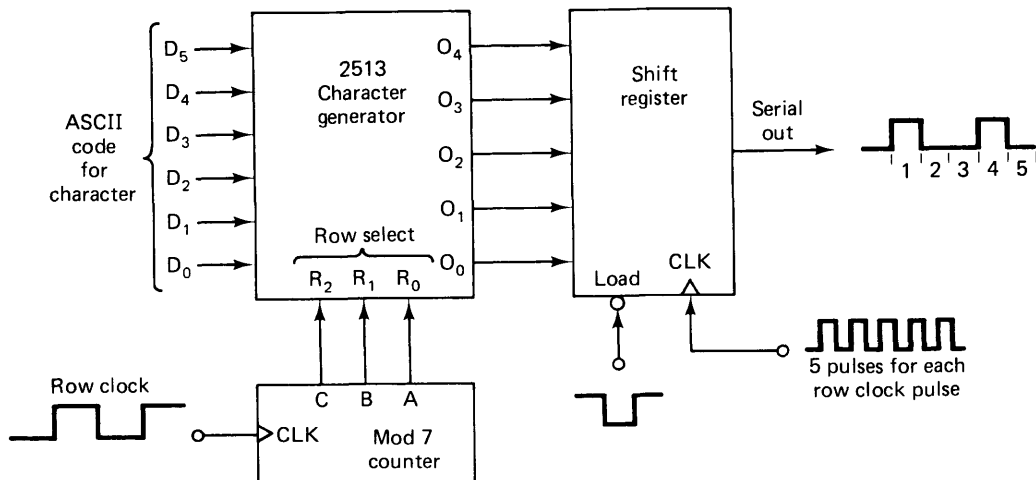 ASCII
code
for
character
D5
D4
D3
D2
D1
D0
2513
Character
generator
O4
O3
O2
O1
O0
Row select
R2 R1 R0
Shift
register
Load
CLK
Serial
out
1 2 3 4 5
5 pulses for each
row clock pulse
Row clock
C B A
CLK
Mod 7
counter